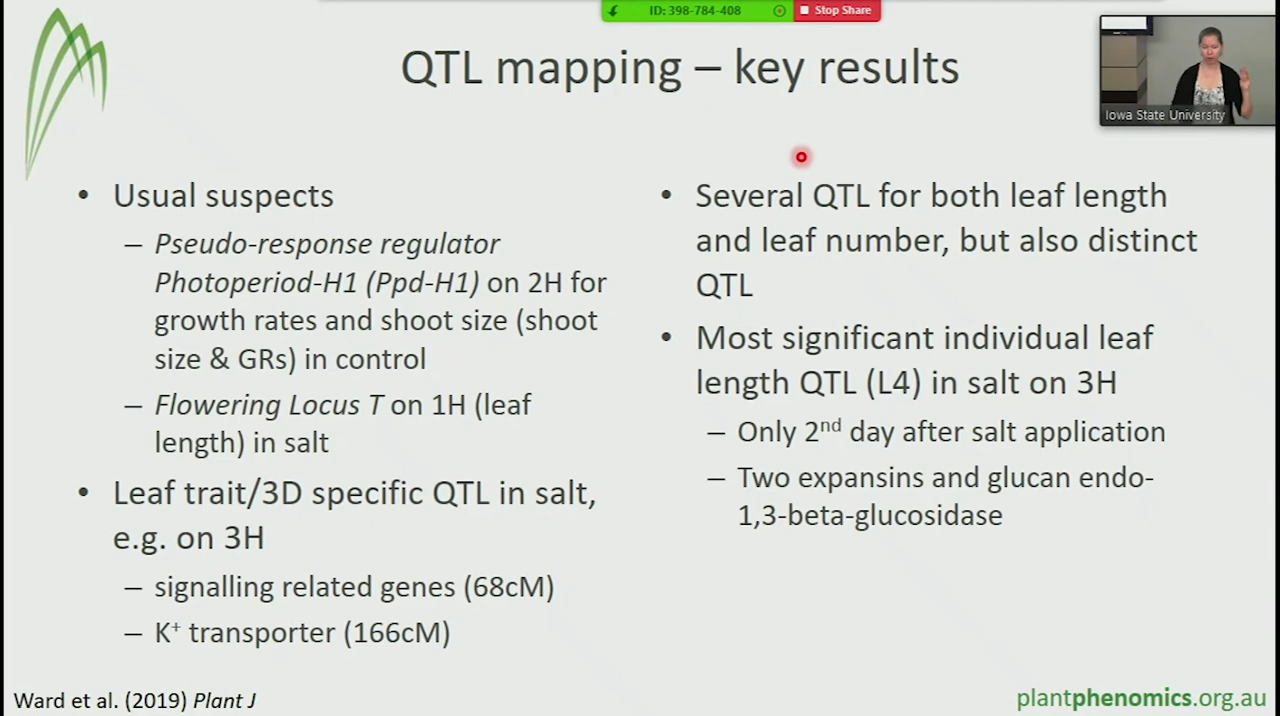 ID: 398-784-408
Stop Share
Iowa State University
QTL mapping – key results
• Usual suspects
– Pseudo-response regulator
Photoperiod-H1 (Ppd-H1) on 2H for
growth rates and shoot size (shoot
size & GRs) in control
– Flowering Locus T on 1H (leaf
length) in salt
• Leaf trait/3D specific QTL in salt,
e.g. on 3H
– signalling related genes (68cM)
– K⁺ transporter (166cM)
• Several QTL for both leaf length
and leaf number, but also distinct
QTL
• Most significant individual leaf
length QTL (L4) in salt on 3H
– Only 2ⁿᵈ day after salt application
– Two expansins and glucan endo-
1,3-beta-glucosidase
Ward et al. (2019) Plant J
plantphenomics.org.au